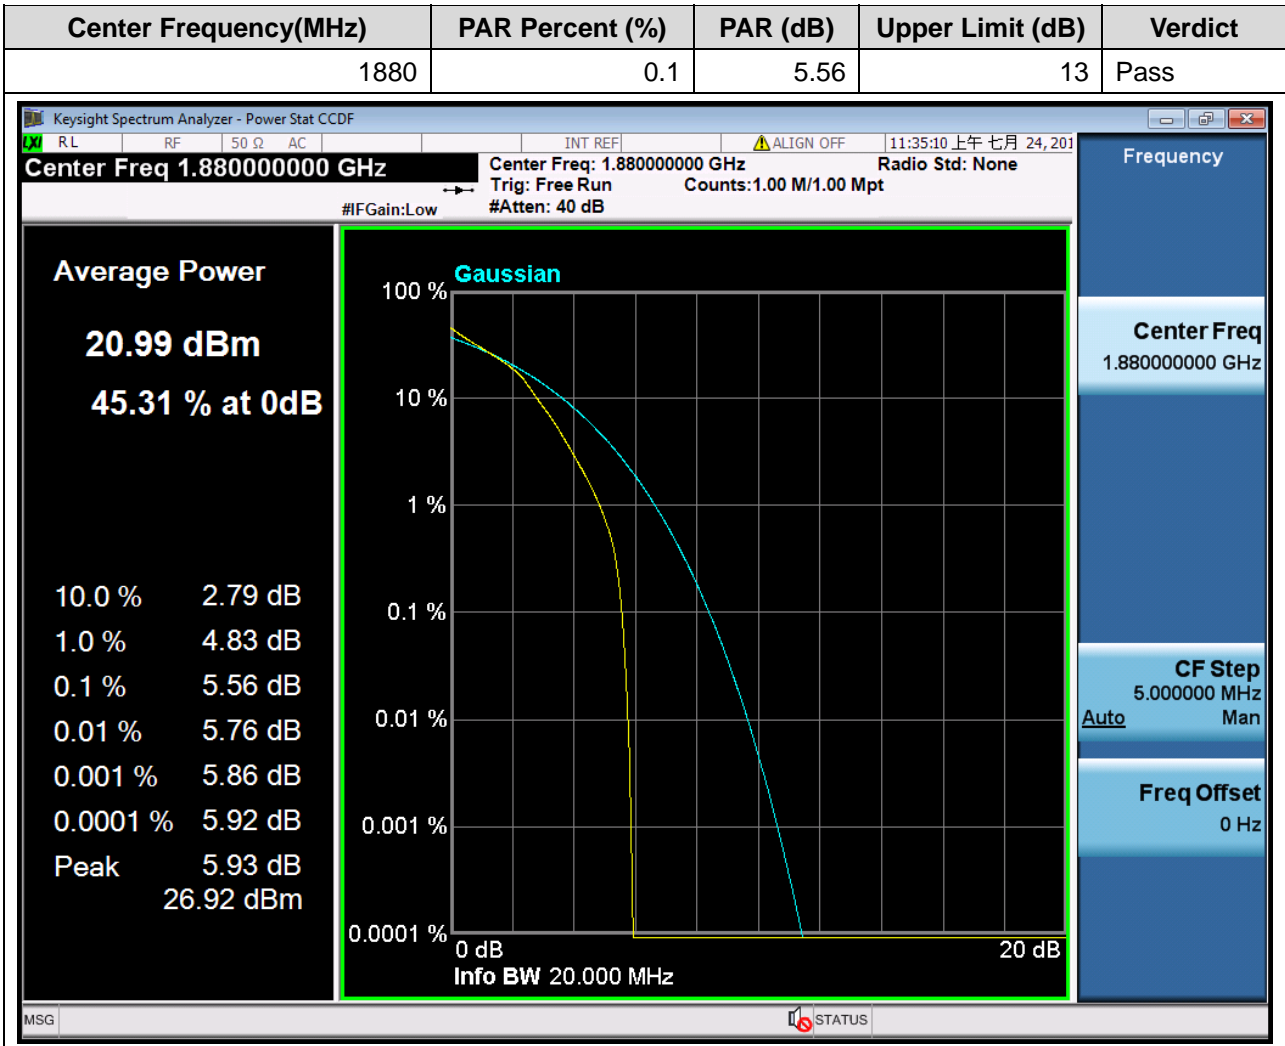 Center Frequency(MHz) PAR Percent (%) PAR (dB) Upper Limit (dB) Verdict
1880 0.1 5.56 13 Pass
Keysight Spectrum Analyzer - Power Stat CCDF
LXI RL RF 50 Ω AC INT REF ALIGN OFF 11:35:10 上午 七月 24, 201
Center Freq 1.880000000 GHz
Center Freq: 1.880000000 GHz Radio Std: None
Trig: Free Run Counts:1.00 M/1.00 Mpt
#IFGain:Low #Atten: 40 dB
Average Power
20.99 dBm
45.31 % at 0dB
10.0 % 2.79 dB
1.0 % 4.83 dB
0.1 % 5.56 dB
0.01 % 5.76 dB
0.001 % 5.86 dB
0.0001 % 5.92 dB
Peak 5.93 dB
26.92 dBm
Gaussian
100 %
10 %
1 %
0.1 %
0.01 %
0.001 %
0.0001 %
0 dB 20 dB
Info BW 20.000 MHz
Frequency
Center Freq
1.880000000 GHz
CF Step
5.000000 MHz
Auto Man
Freq Offset
0 Hz
MSG STATUS